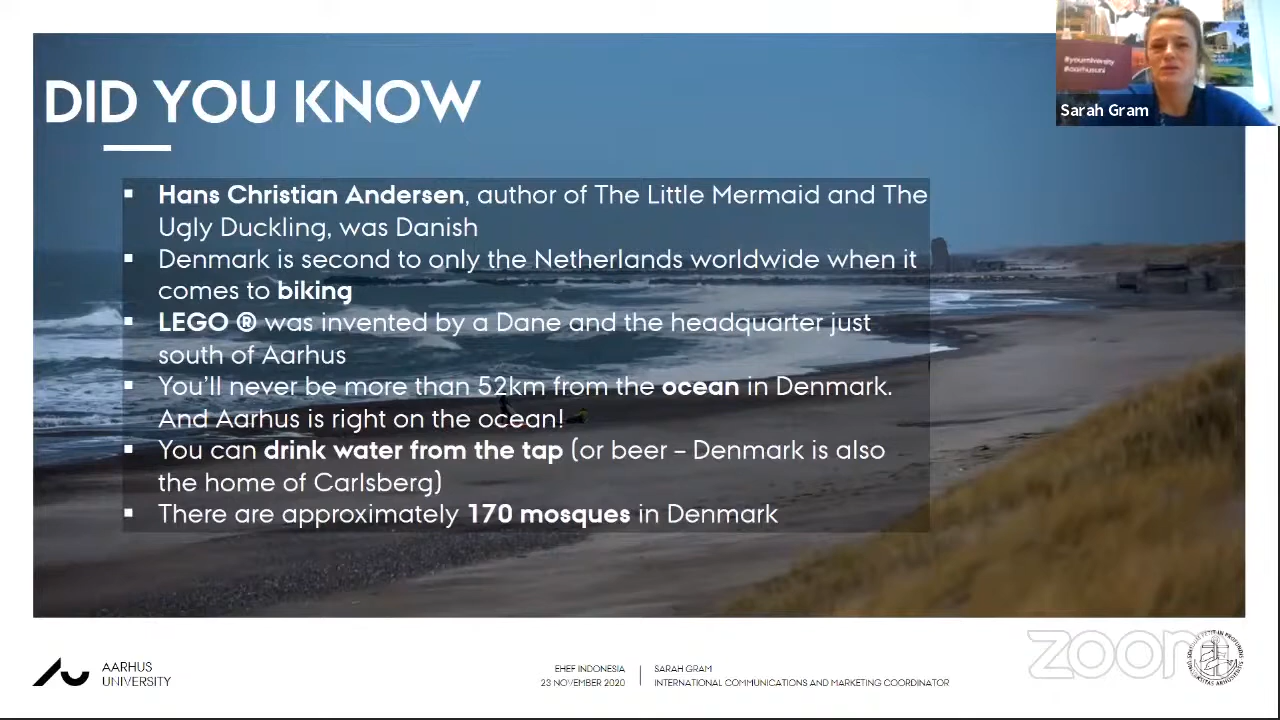 #youruniversity
#aarhusuni
Sarah Gram
DID YOU KNOW
▪ Hans Christian Andersen, author of The Little Mermaid and The
Ugly Duckling, was Danish
▪ Denmark is second to only the Netherlands worldwide when it
comes to biking
▪ LEGO ® was invented by a Dane and the headquarter just
south of Aarhus
▪ You'll never be more than 52km from the ocean in Denmark.
And Aarhus is right on the ocean!
▪ You can drink water from the tap (or beer – Denmark is also
the home of Carlsberg)
▪ There are approximately 170 mosques in Denmark
AARHUS
UNIVERSITY
EHEF INDONESIA
23 NOVEMBER 2020
SARAH GRAM
INTERNATIONAL COMMUNICATIONS AND MARKETING COORDINATOR
zoom